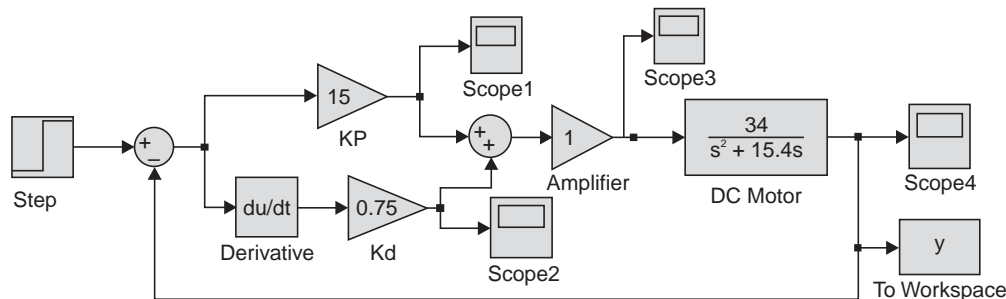 Scope1
Scope3
15
KP
+
−
+
+
1
34
s² + 15.4s
Step
Amplifier
DC Motor
Scope4
du/dt
0.75
Derivative
Kd
Scope2
y
To Workspace